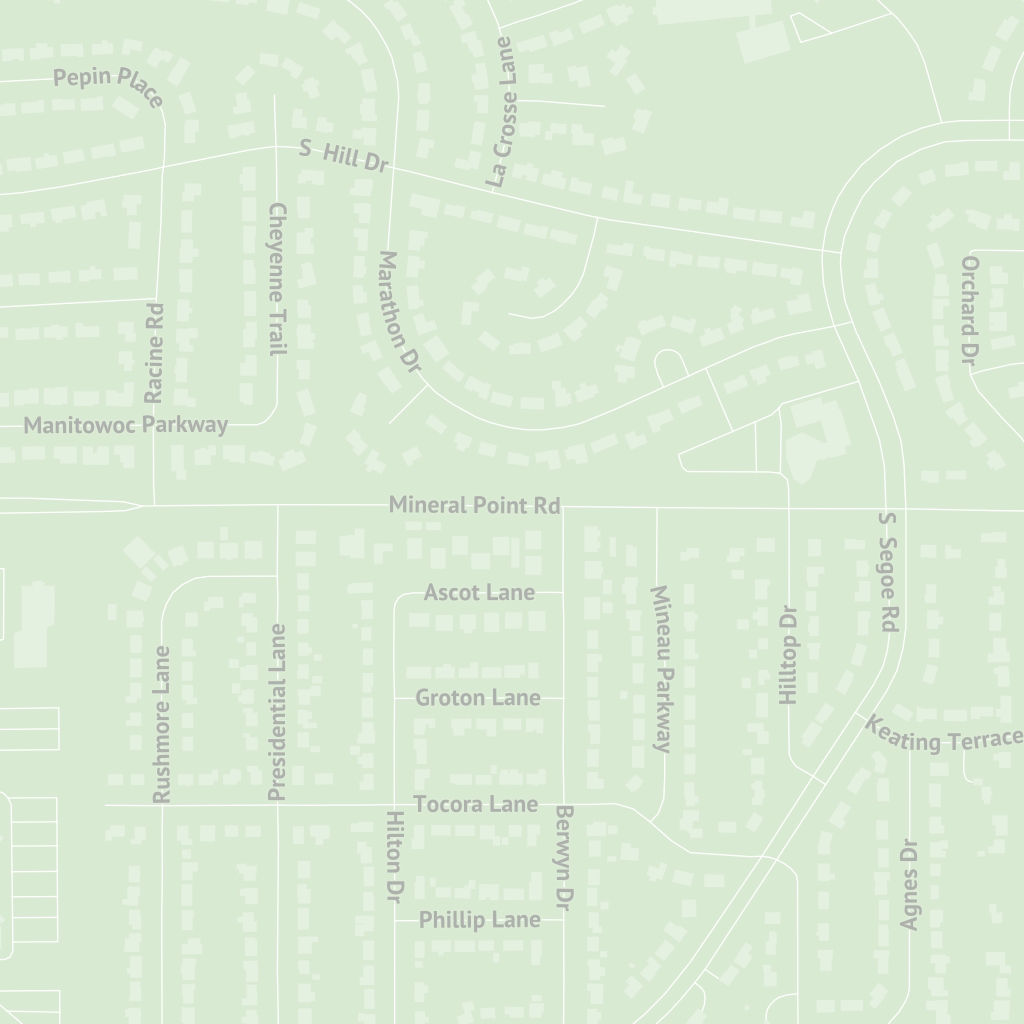 La Crosse Lane
Pepin Place
S Hill Dr
Cheyenne Trail
Marathon Dr
Orchard Dr
Racine Rd
Manitowoc Parkway
Mineral Point Rd
S Segoe Rd
Ascot Lane
Mineau Parkway
Hilltop Dr
Rushmore Lane
Presidential Lane
Groton Lane
Keating Terrace
Tocora Lane
Hilton Dr
Berwyn Dr
Agnes Dr
Phillip Lane